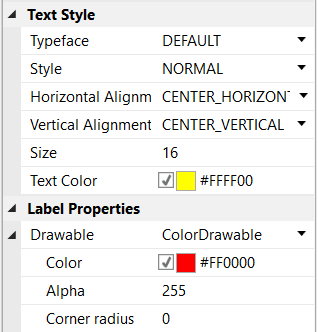 Text Style
Typeface DEFAULT
Style NORMAL
Horizontal Alignm CENTER_HORIZON
Vertical Alignment CENTER_VERTICAL
Size 16
Text Color #FFFF00
Label Properties
Drawable ColorDrawable
Color #FF0000
Alpha 255
Corner radius 0